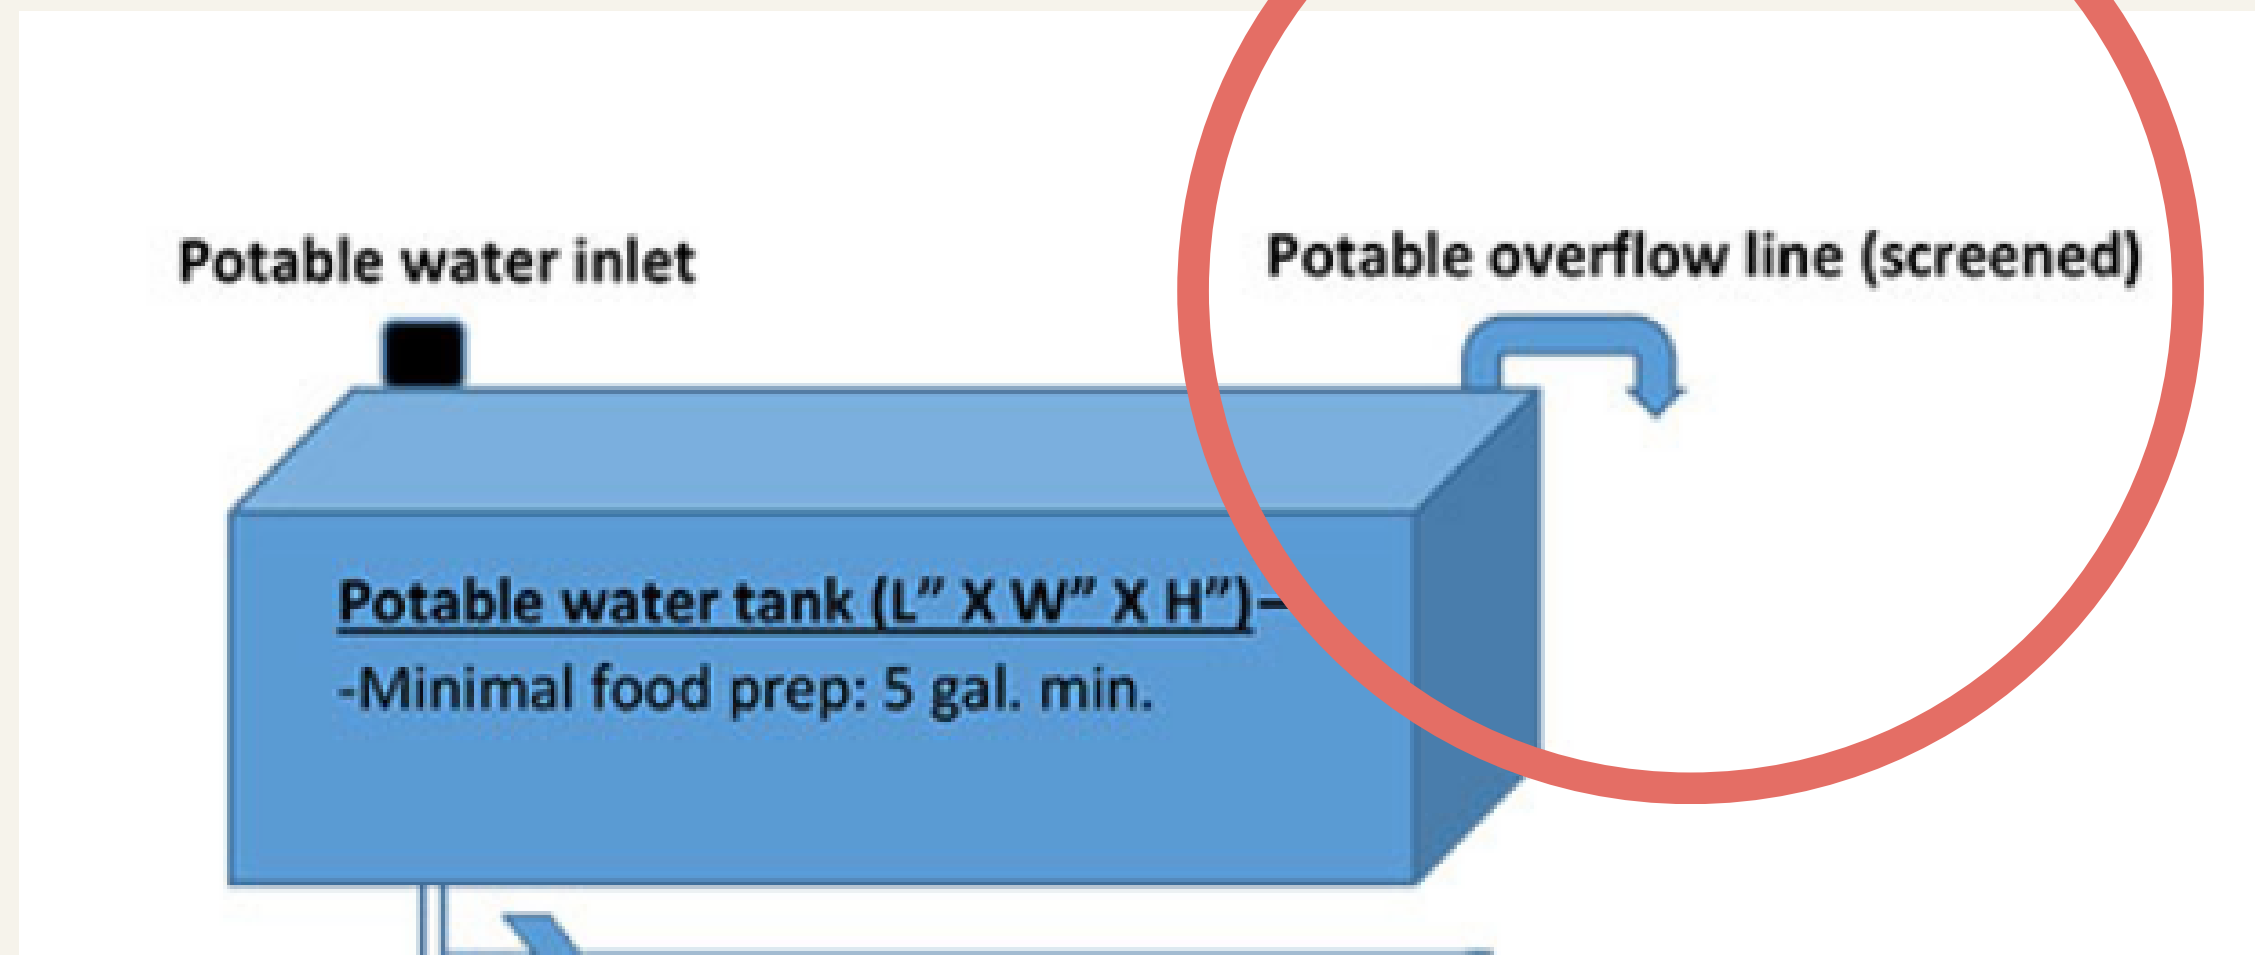 Potable water inlet
Potable overflow line (screened)
Potable water tank (L” X W” X H”)–
-Minimal food prep: 5 gal. min.